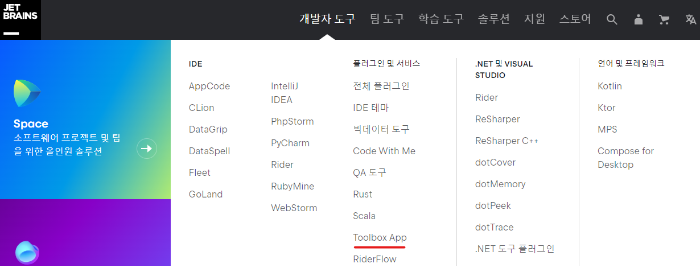 JET
BRAINS
개발자 도구
팀 도구
학습 도구
솔루션
지원
스토어
Space
소프트웨어 프로젝트 및 팀
을 위한 올인원 솔루션
IDE
AppCode
CLion
DataGrip
DataSpell
Fleet
GoLand
IntelliJ
IDEA
PhpStorm
PyCharm
Rider
RubyMine
WebStorm
플러그인 및 서비스
전체 플러그인
IDE 테마
빅데이터 도구
Code With Me
QA 도구
Rust
Scala
Toolbox App
RiderFlow
.NET 및 VISUAL
STUDIO
Rider
ReSharper
ReSharper C++
dotCover
dotMemory
dotPeek
dotTrace
.NET 도구 플러그인
언어 및 프레임워크
Kotlin
Ktor
MPS
Compose for
Desktop